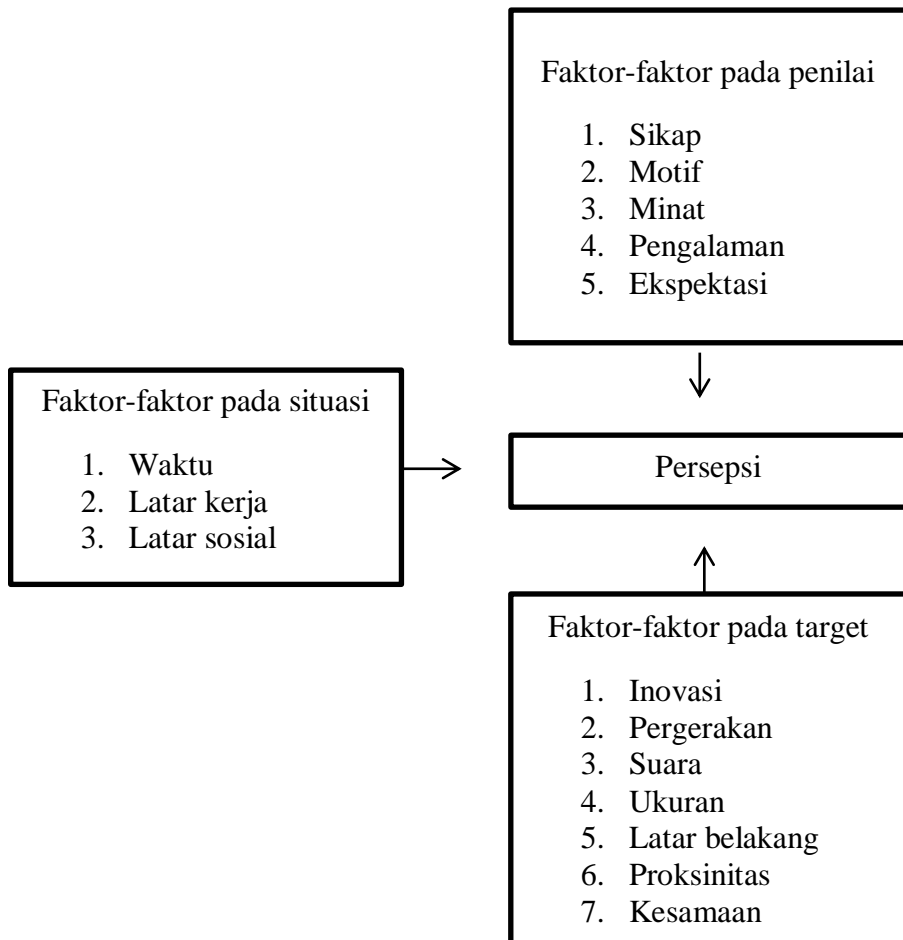 Faktor-faktor pada penilai
1. Sikap
2. Motif
3. Minat
4. Pengalaman
5. Ekspektasi
Faktor-faktor pada situasi
1. Waktu
2. Latar kerja
3. Latar sosial
Persepsi
Faktor-faktor pada target
1. Inovasi
2. Pergerakan
3. Suara
4. Ukuran
5. Latar belakang
6. Proksinitas
7. Kesamaan